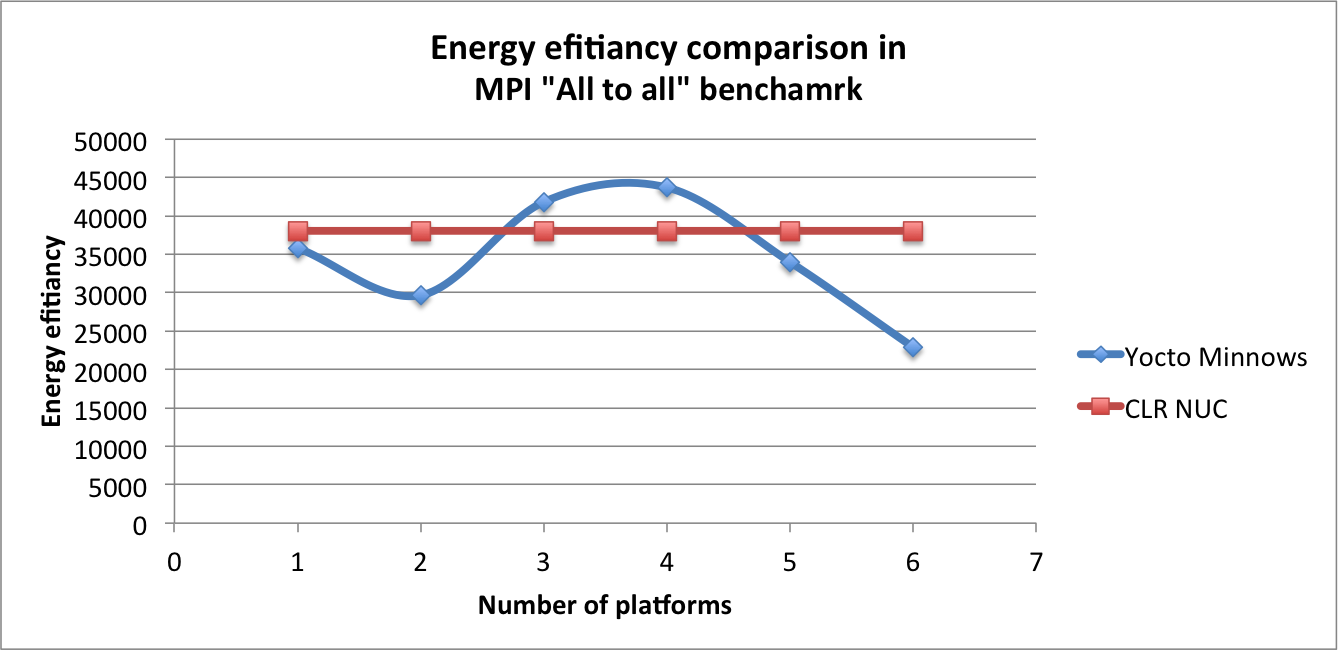 Energy efitiancy comparison in
MPI "All to all" benchamrk
50000
45000
40000
35000
30000
25000
20000
15000
10000
5000
0
Energy efitiancy
0 1 2 3 4 5 6 7
Number of platforms
Yocto Minnows
CLR NUC